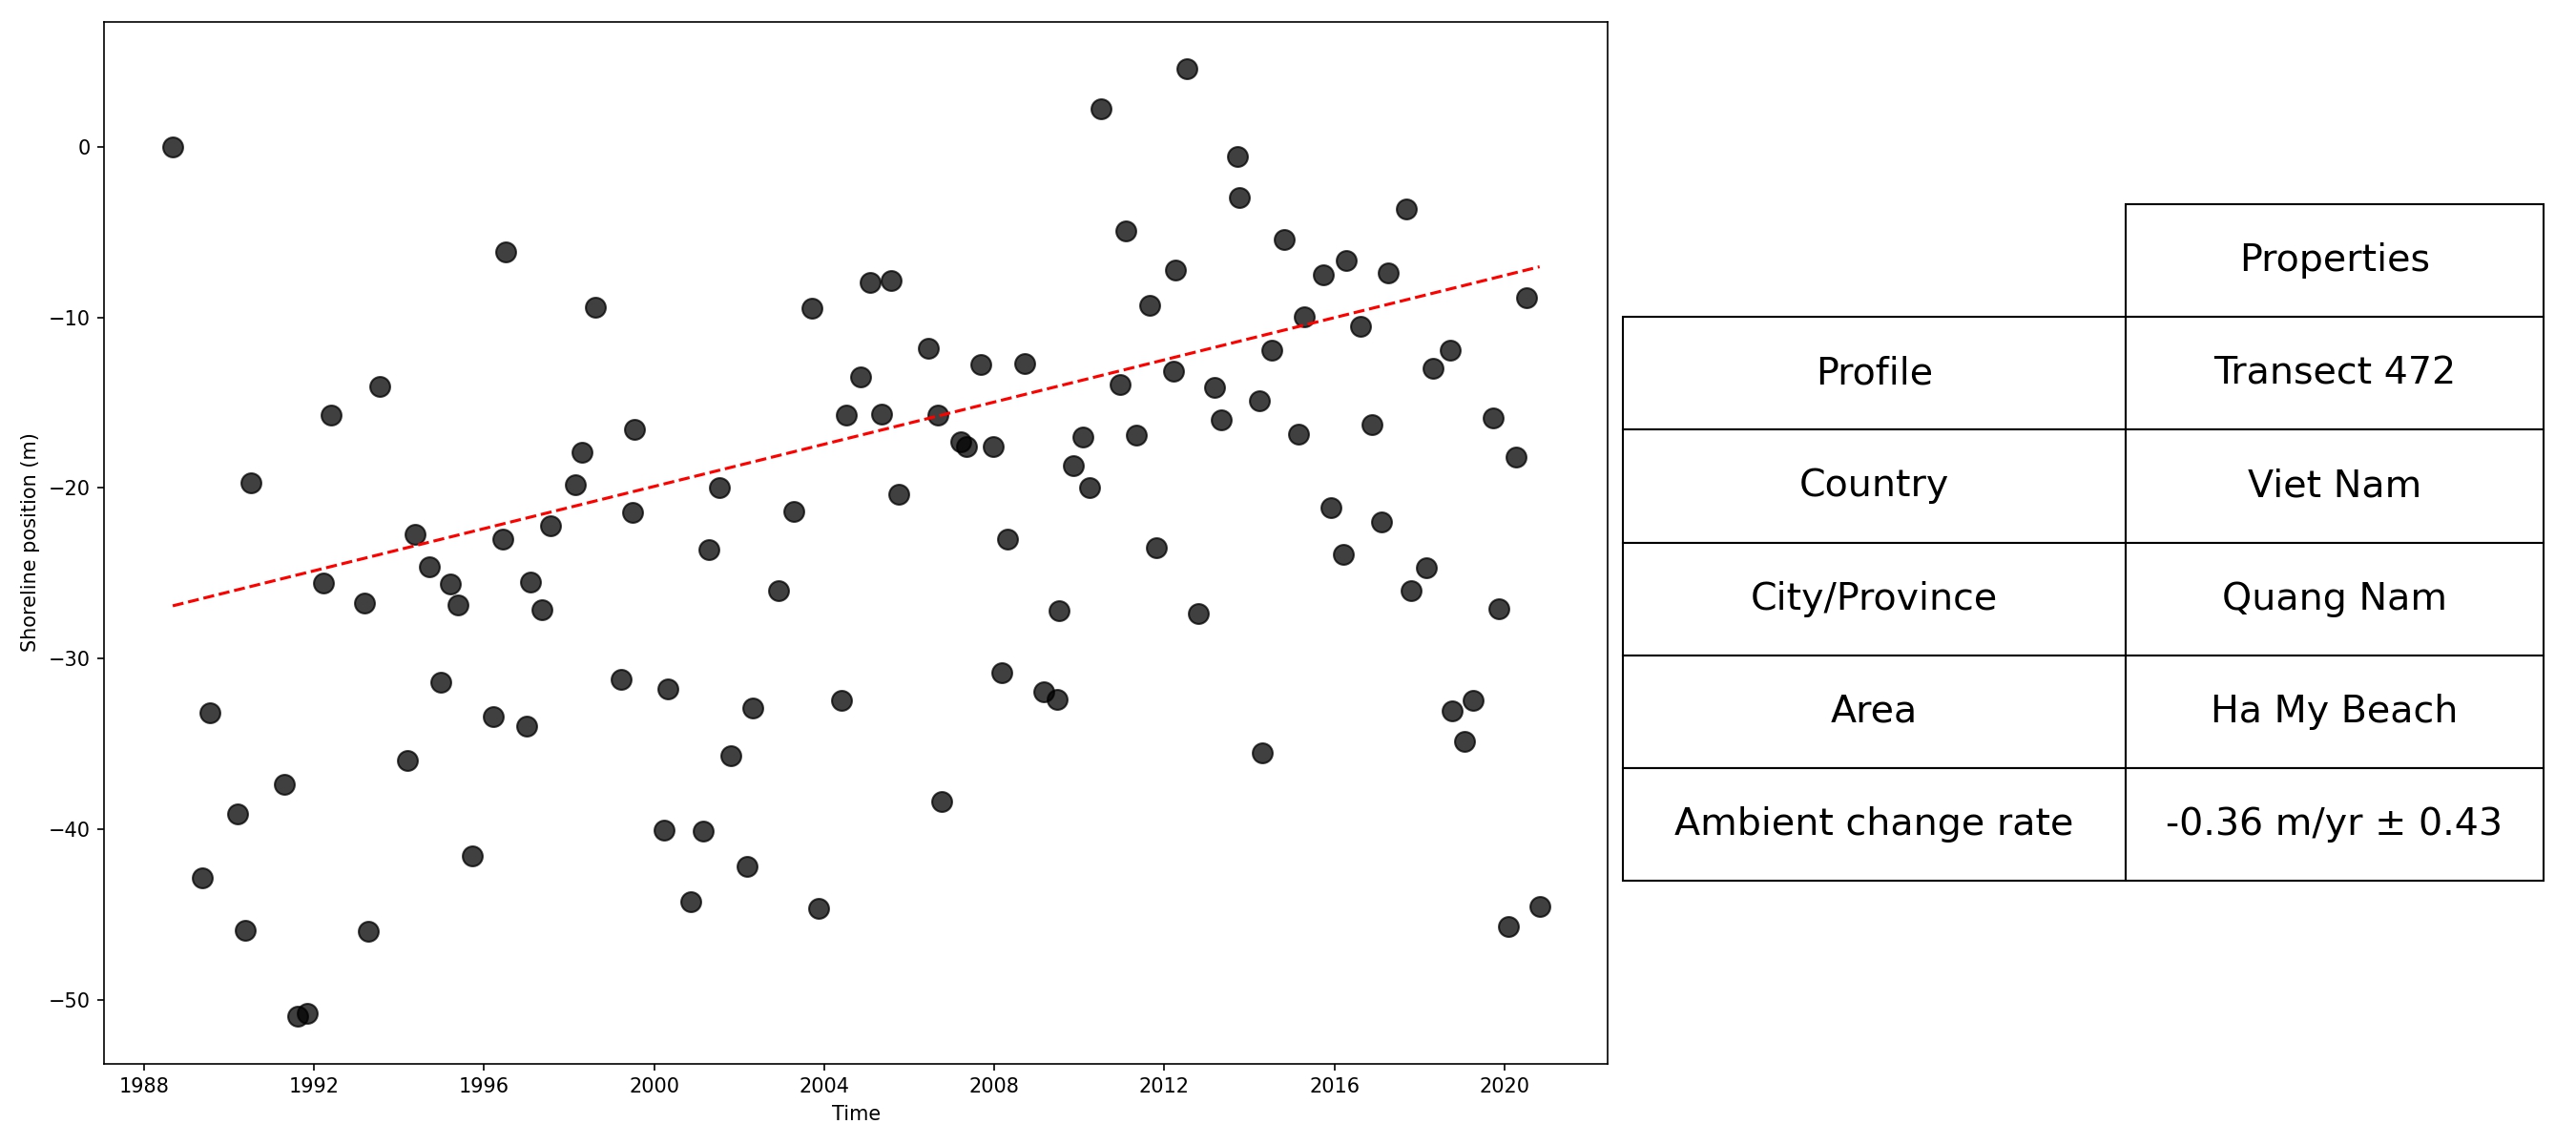 0
−10
−20
−30
−40
−50
Shoreline position (m)
1988 1992 1996 2000 2004 2008 2012 2016 2020
Time
Properties
Profile Transect 472
Country Viet Nam
City/Province Quang Nam
Area Ha My Beach
Ambient change rate -0.36 m/yr ± 0.43